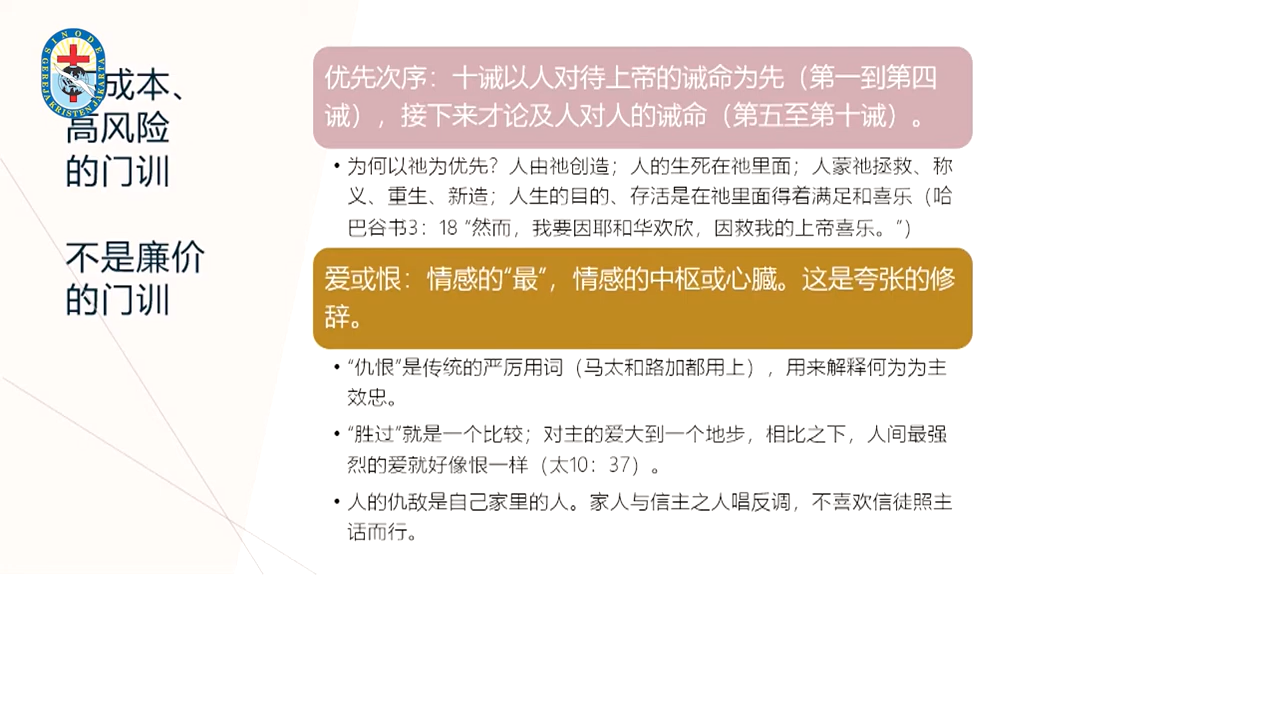 SINODE GEREJA KRISTEN JAKARTA
成本、
高风险
的门训
不是廉价
的门训
优先次序：十诫以人对待上帝的诫命为先（第一到第四
诫），接下来才论及人对人的诫命（第五至第十诫）。
• 为何以祂为优先？人由祂创造；人的生死在祂里面；人蒙祂拯救、称
义、重生、新造；人生的目的、存活是在祂里面得着满足和喜乐（哈
巴谷书3：18 “然而，我要因耶和华欢欣，因救我的上帝喜乐。”）
爱或恨：情感的“最”，情感的中枢或心臓。这是夸张的修
辞。
• “仇恨”是传统的严厉用词（马太和路加都用上），用来解释何为为主
效忠。
• “胜过”就是一个比较；对主的爱大到一个地步，相比之下，人间最强
烈的爱就好像恨一样（太10：37）。
• 人的仇敌是自己家里的人。家人与信主之人唱反调，不喜欢信徒照主
话而行。